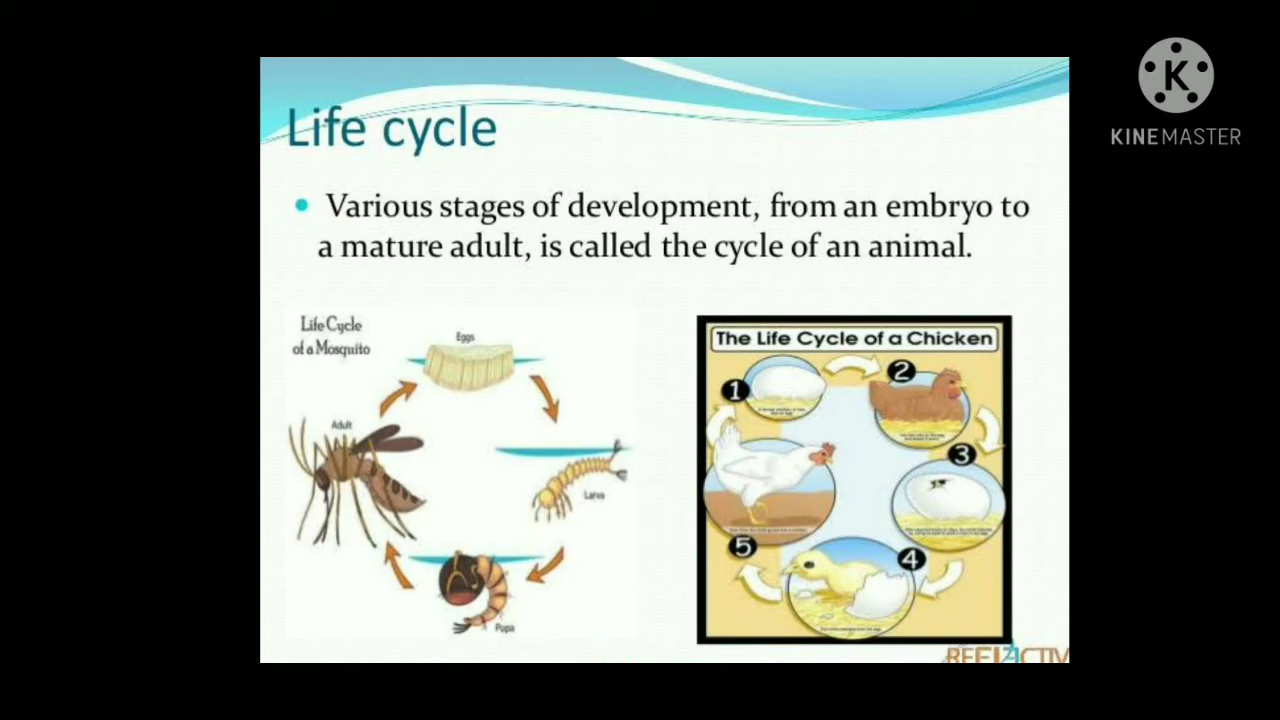 KINEMASTER
Life cycle
Various stages of development, from an embryo to
a mature adult, is called the cycle of an animal.
Life Cycle
of a Mosquito
Eggs
Adult
Larva
Pupa
The Life Cycle of a Chicken
1
2
3
4
5